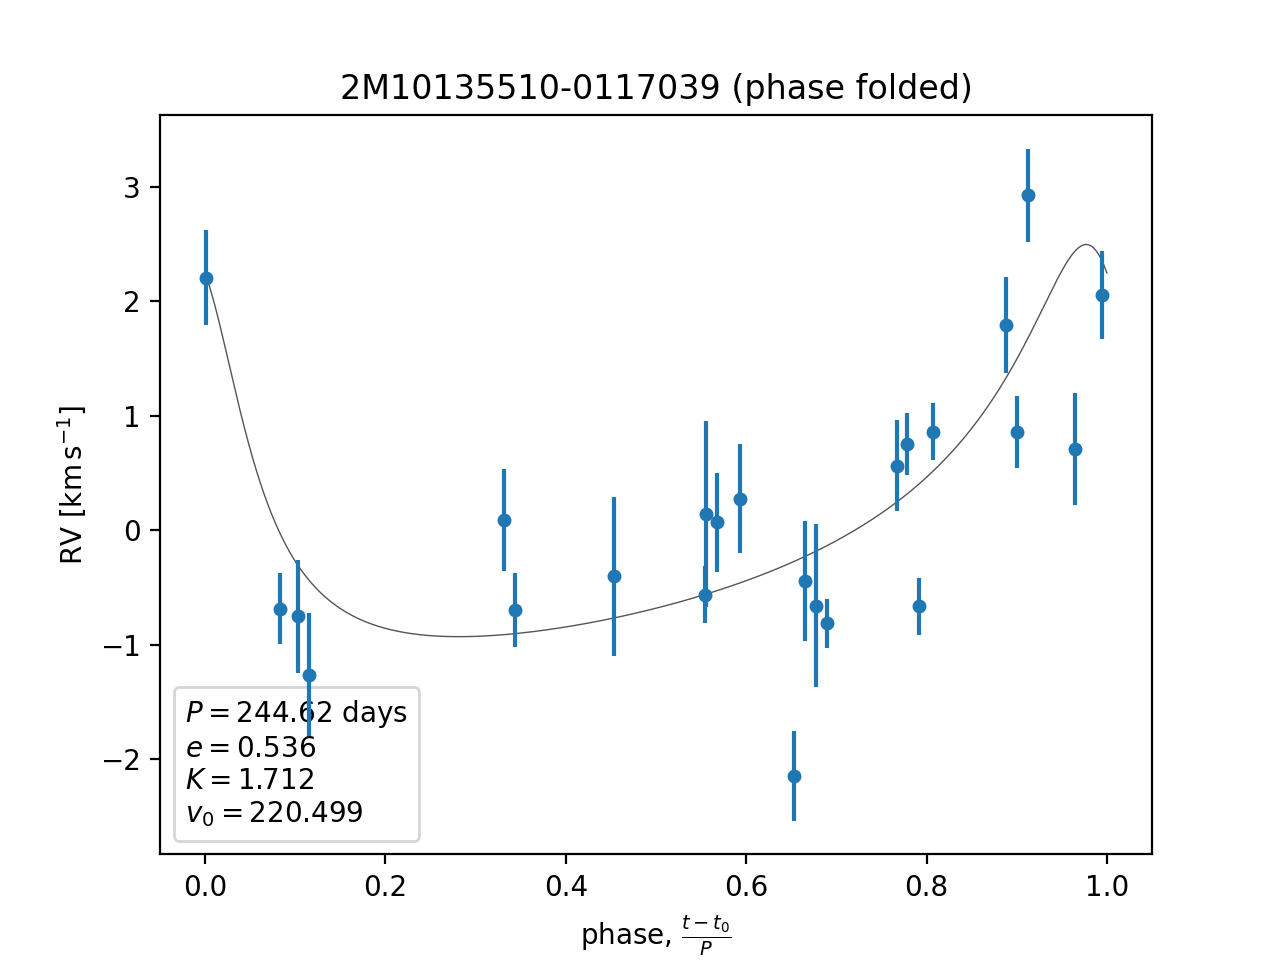 2M10135510-0117039 (phase folded)
3
2
1
0
−1
−2
RV [km s⁻¹]
P = 244.62 days
e = 0.536
K = 1.712
v₀ = 220.499
0.0 0.2 0.4 0.6 0.8 1.0
phase, (t − t₀)/P